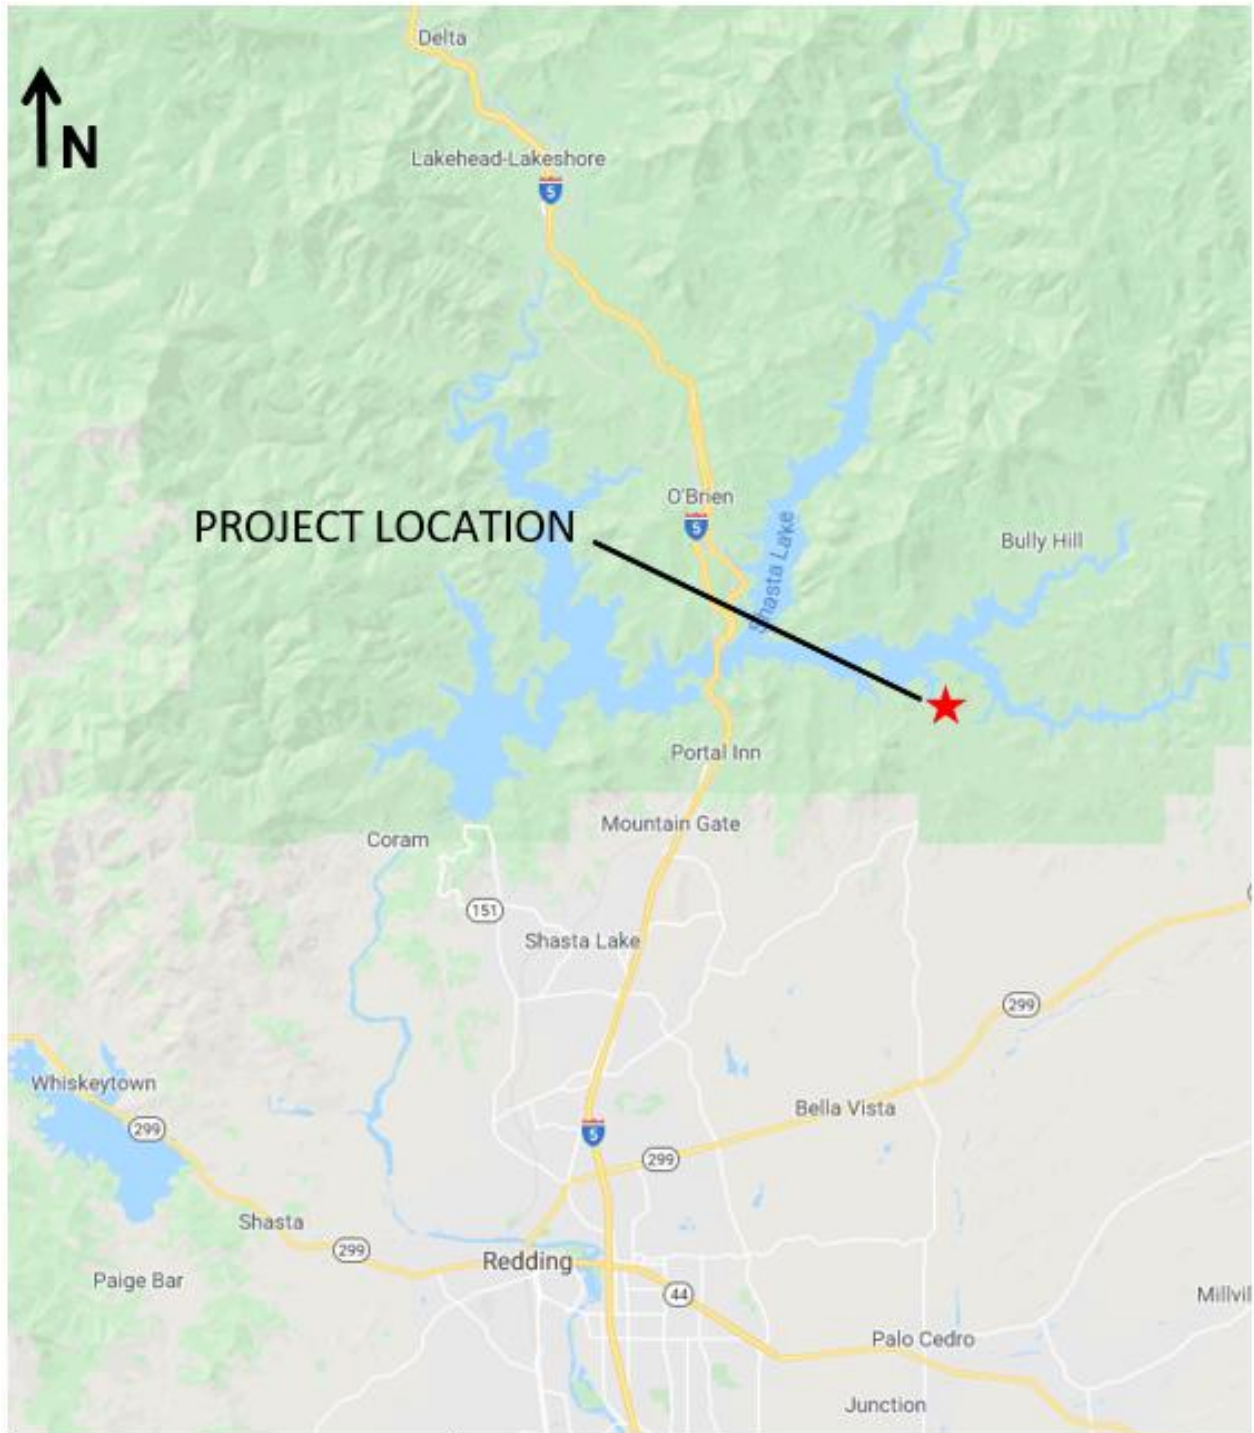 Delta
N
Lakehead-Lakeshore
5
O'Brien
5
PROJECT LOCATION
Shasta Lake
Bully Hill
Portal Inn
Mountain Gate
Coram
151
Shasta Lake
299
Whiskeytown
299
Bella Vista
5
299
Shasta
299
Redding
Paige Bar
44
Millvil
Palo Cedro
Junction